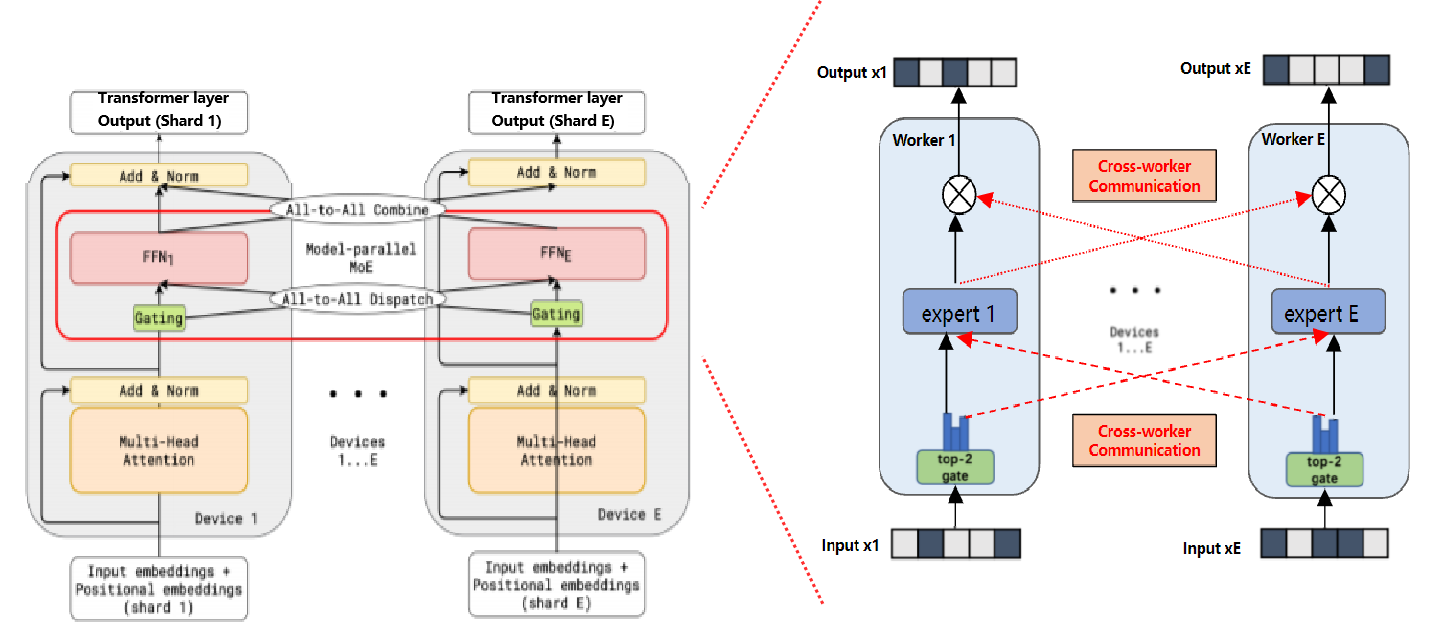 Transformer layer
Output (Shard 1)
Add & Norm
FFN1
Gating
Add & Norm
Multi-Head
Attention
Device 1
Input embeddings +
Positional embeddings
(shard 1)
All-to-All Combine
Model-parallel
MoE
All-to-All Dispatch
Devices
1...E
Transformer layer
Output (Shard E)
Add & Norm
FFNE
Gating
Add & Norm
Multi-Head
Attention
Device E
Input embeddings +
Positional embeddings
(shard E)
Output x1
Worker 1
expert 1
top-2
gate
Input x1
Cross-worker
Communication
Devices
1...E
Cross-worker
Communication
Output xE
Worker E
expert E
top-2
gate
Input xE